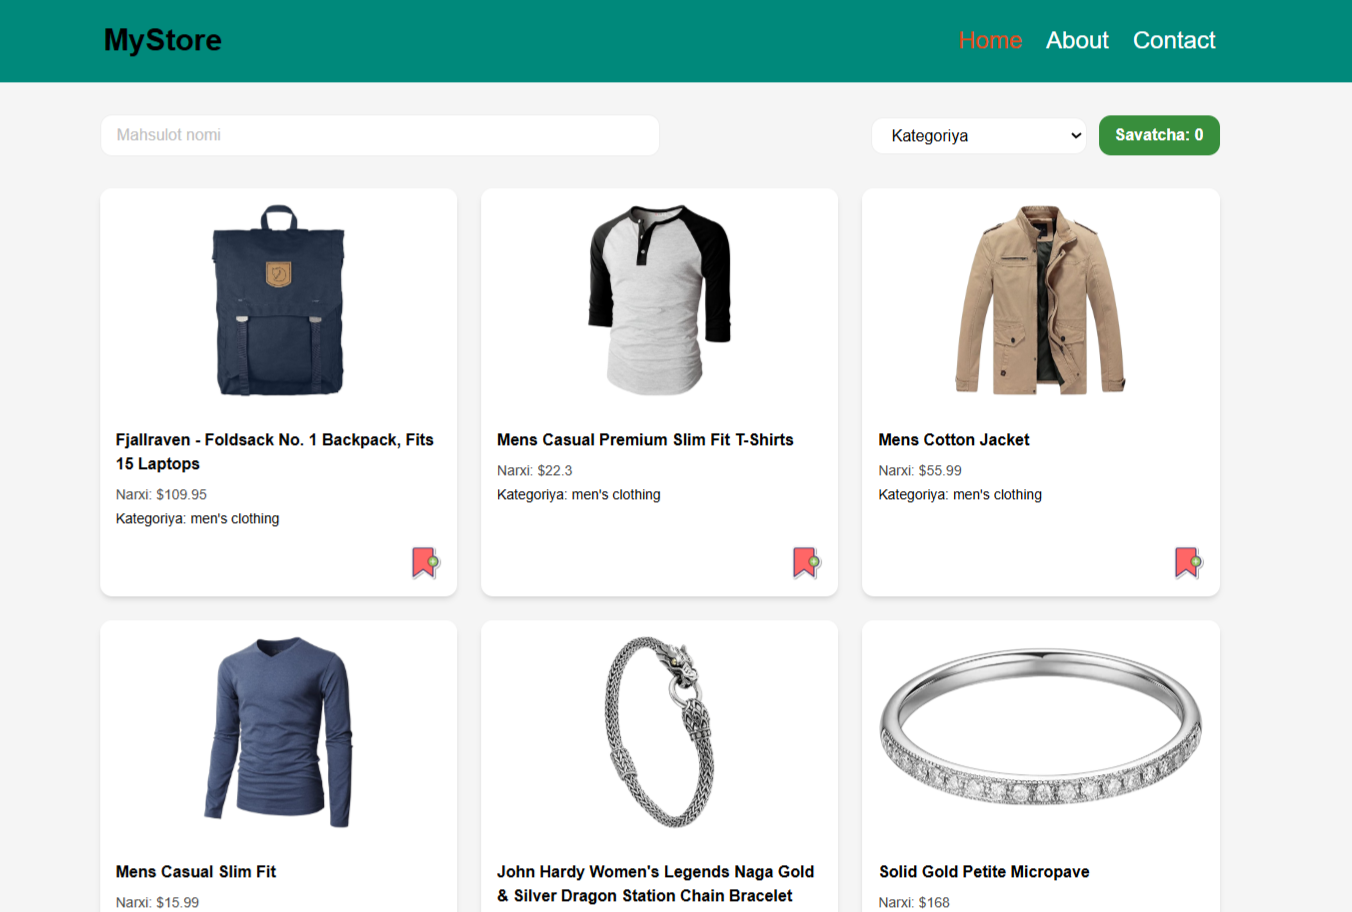 MyStore
Home About Contact
Mahsulot nomi
Kategoriya
Savatcha: 0
Fjallraven - Foldsack No. 1 Backpack, Fits
15 Laptops
Narxi: $109.95
Kategoriya: men's clothing
Mens Casual Premium Slim Fit T-Shirts
Narxi: $22.3
Kategoriya: men's clothing
Mens Cotton Jacket
Narxi: $55.99
Kategoriya: men's clothing
Mens Casual Slim Fit
Narxi: $15.99
John Hardy Women's Legends Naga Gold
& Silver Dragon Station Chain Bracelet
Solid Gold Petite Micropave
Narxi: $168